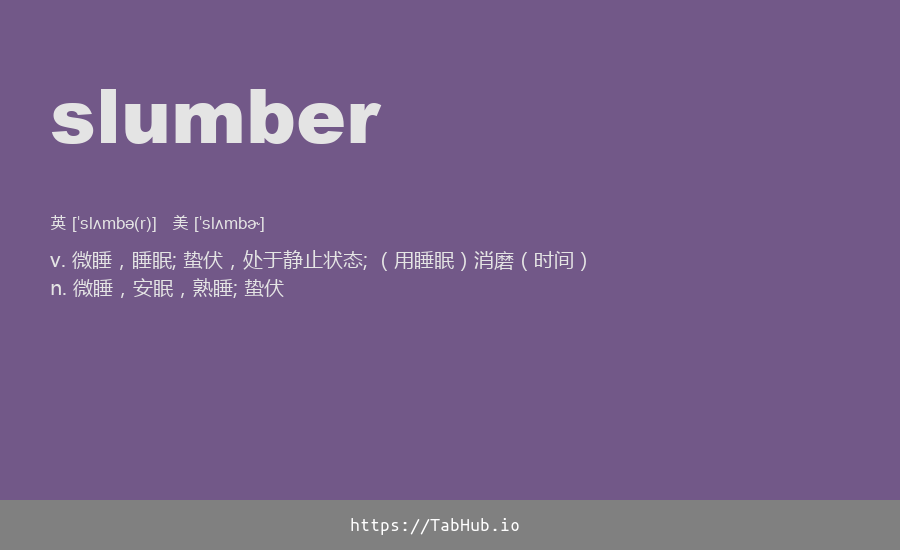 slumber
英 [ˈslʌmbə(r)]　美 [ˈslʌmbɚ]
v. 微睡，睡眠; 蛰伏，处于静止状态; （用睡眠）消磨（时间）
n. 微睡，安眠，熟睡; 蛰伏
https://TabHub.io